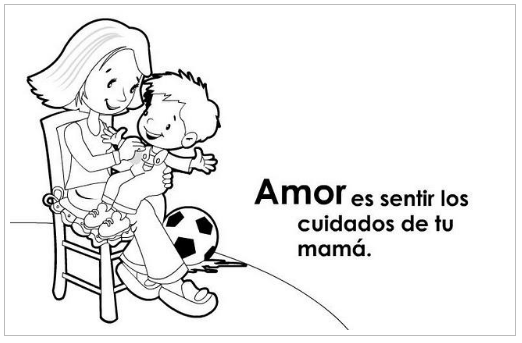 Amor es sentir los
cuidados de tu
mamá.